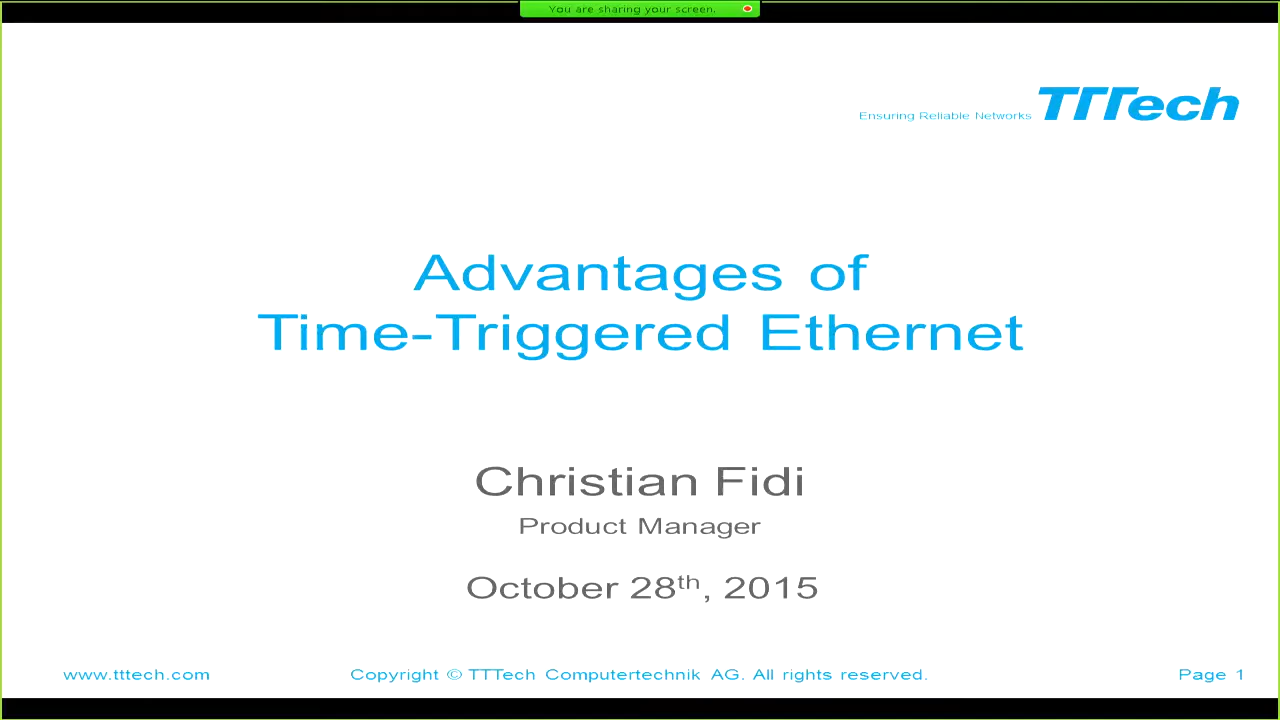 You are sharing your screen.
Ensuring Reliable Networks TTTech
Advantages of
Time-Triggered Ethernet
Christian Fidi
Product Manager
October 28th, 2015
www.tttech.com Copyright © TTTech Computertechnik AG. All rights reserved. Page 1